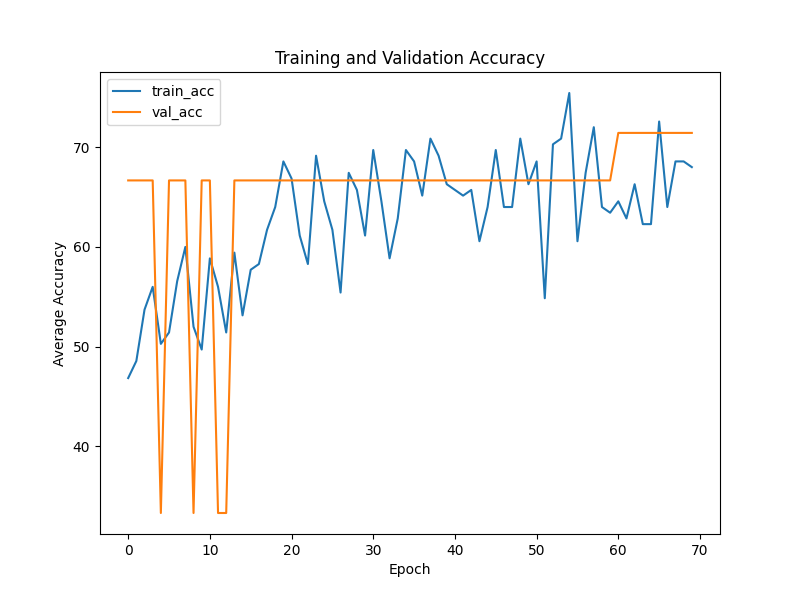 Training and Validation Accuracy
train_acc
val_acc
70
60
50
40
Average Accuracy
0 10 20 30 40 50 60 70
Epoch